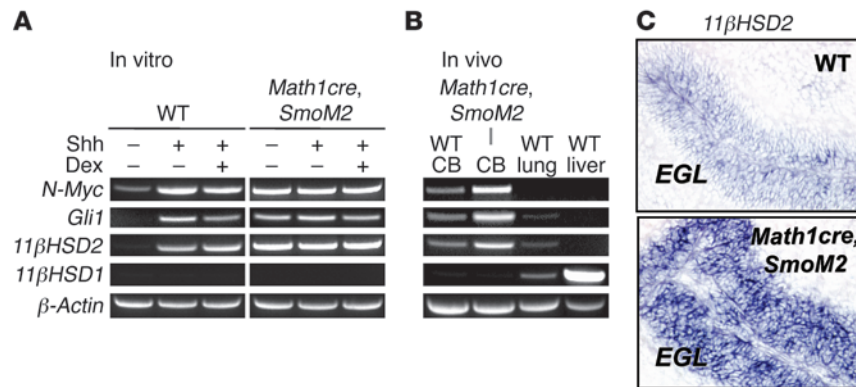 A
In vitro
WT
Math1cre,
SmoM2
Shh − + + − + +
Dex − − + − − +
N-Myc
Gli1
11βHSD2
11βHSD1
β-Actin
B
In vivo
Math1cre,
SmoM2
WT WT WT
CB CB lung liver
C
11βHSD2
WT
EGL
Math1cre,
SmoM2
EGL